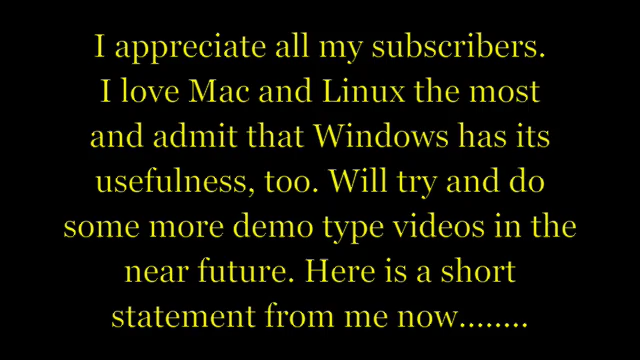 I appreciate all my subscribers.
I love Mac and Linux the most
and admit that Windows has its
usefulness, too. Will try and do
some more demo type videos in the
near future. Here is a short
statement from me now........